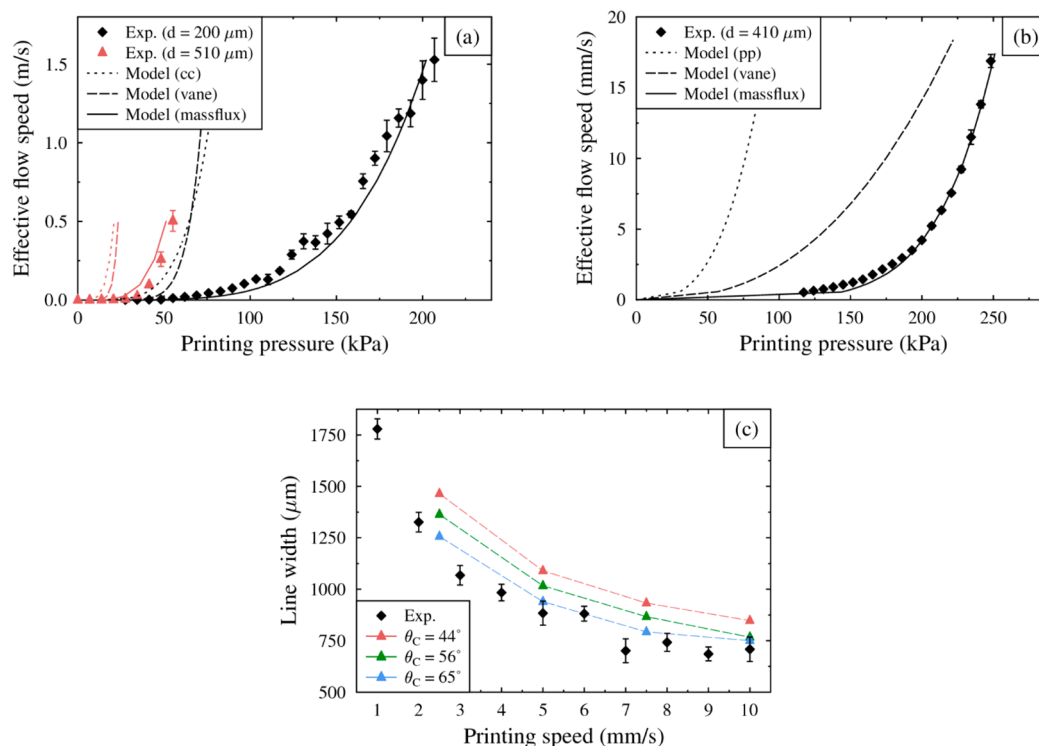 Exp. (d = 200 μm)
Exp. (d = 510 μm)
Model (cc)
Model (vane)
Model (massflux)
(a)
1.5
1.0
0.5
0.0
Effective flow speed (m/s)
0 50 100 150 200
Printing pressure (kPa)
Exp. (d = 410 μm)
Model (pp)
Model (vane)
Model (massflux)
(b)
20
15
10
5
0
Effective flow speed (mm/s)
0 50 100 150 200 250
Printing pressure (kPa)
(c)
1750
1500
1250
1000
750
500
Line width (μm)
Exp.
θC = 44°
θC = 56°
θC = 65°
1 2 3 4 5 6 7 8 9 10
Printing speed (mm/s)